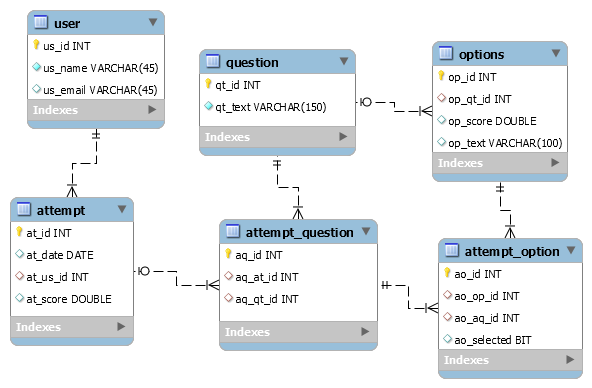 user
us_id INT
us_name VARCHAR(45)
us_email VARCHAR(45)
Indexes
question
qt_id INT
qt_text VARCHAR(150)
Indexes
options
op_id INT
op_qt_id INT
op_score DOUBLE
op_text VARCHAR(100)
Indexes
attempt
at_id INT
at_date DATE
at_us_id INT
at_score DOUBLE
Indexes
attempt_question
aq_id INT
aq_at_id INT
aq_qt_id INT
Indexes
attempt_option
ao_id INT
ao_op_id INT
ao_aq_id INT
ao_selected BIT
Indexes